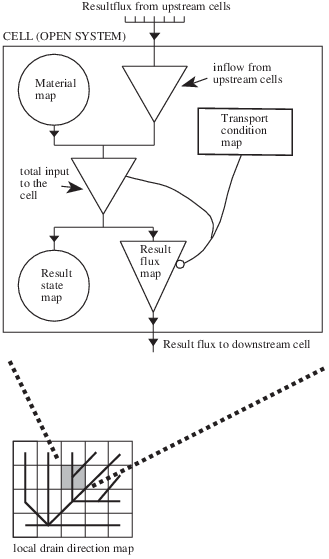 Resultflux from upstream cells
CELL (OPEN SYSTEM)
Material
map
inflow from
upstream cells
Transport
condition
map
total input
to the
cell
Result
flux
map
Result
state
map
Result flux to downstream cell
local drain direction map